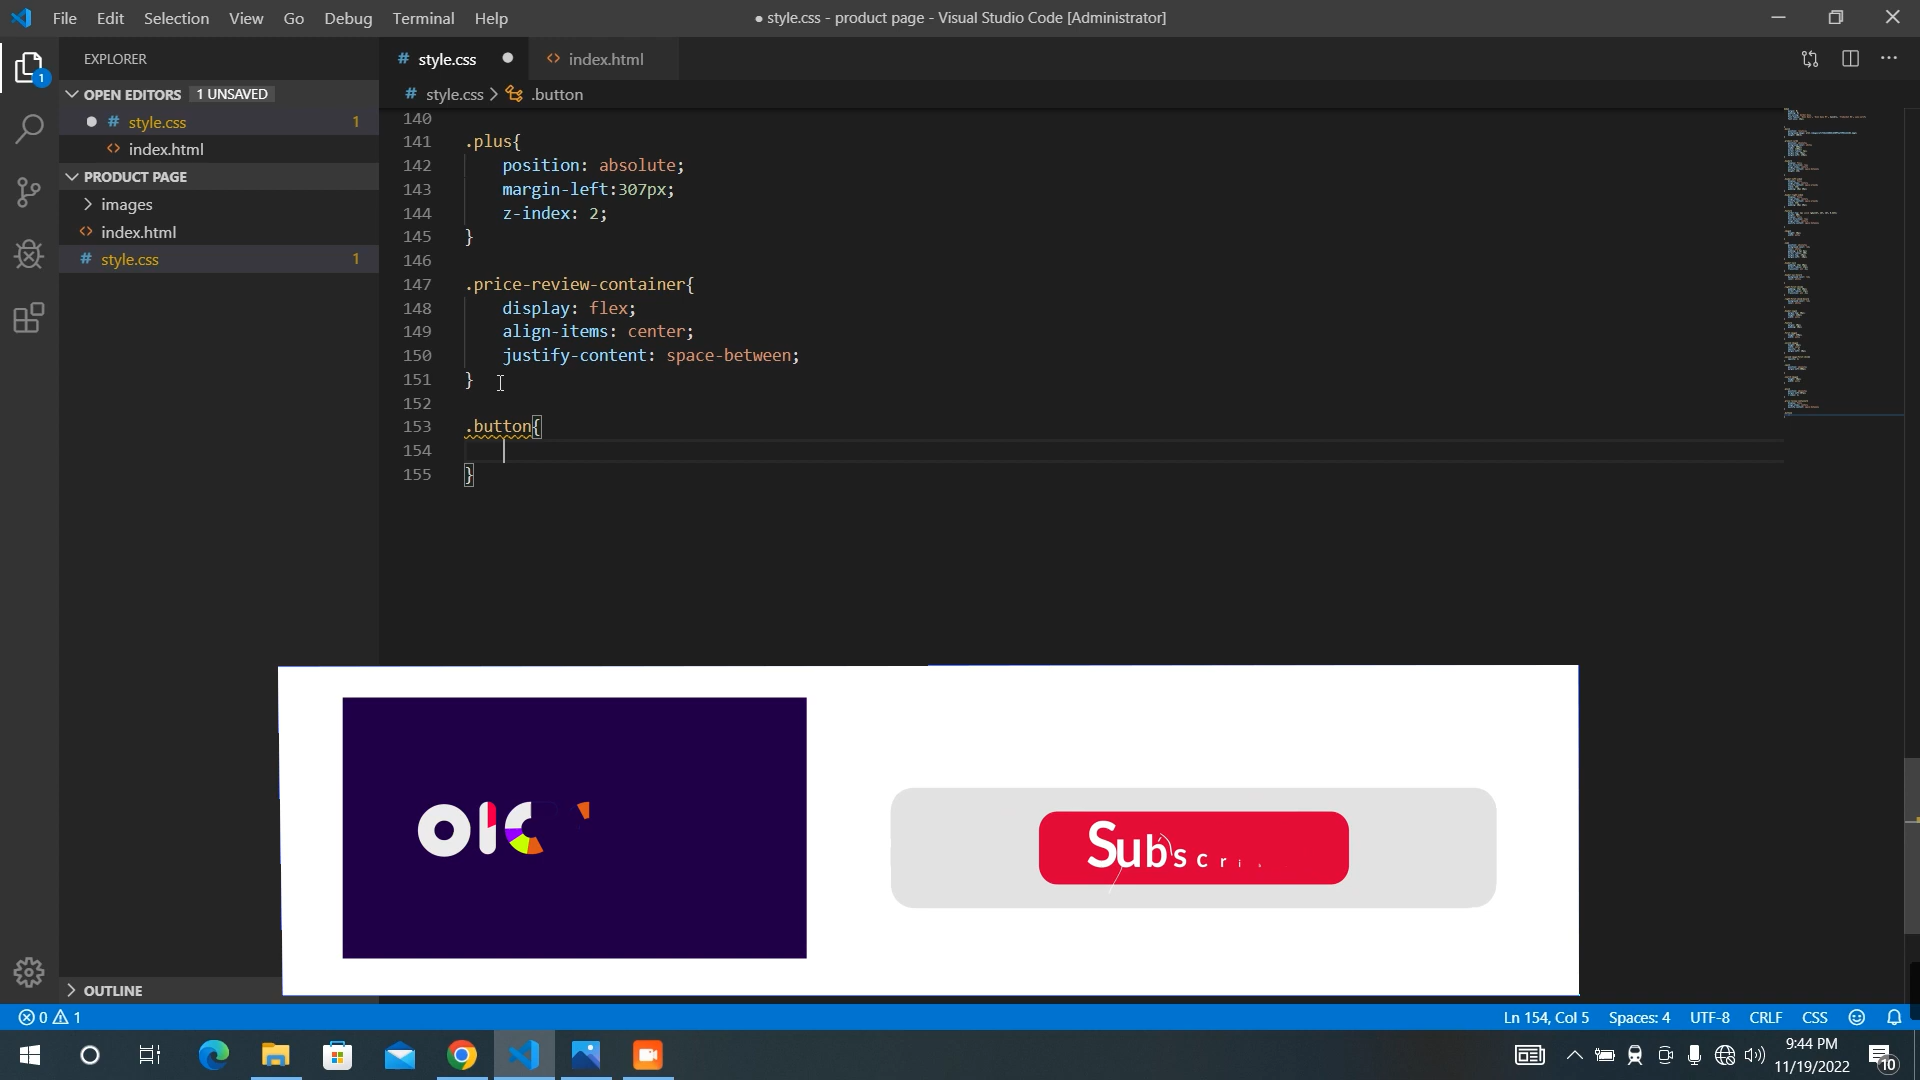 File Edit Selection View Go Debug Terminal Help
● style.css - product page - Visual Studio Code [Administrator]
EXPLORER
# style.css ●
<> index.html
OPEN EDITORS 1 UNSAVED
# style.css > .button
● # style.css 1
<> index.html
PRODUCT PAGE
> images
<> index.html
# style.css 1
140
141 .plus{
142 position: absolute;
143 margin-left:307px;
144 z-index: 2;
145 }
146
147 .price-review-container{
148 display: flex;
149 align-items: center;
150 justify-content: space-between;
151 }
152
153 .button{
154
155 }
1
Subscri
OUTLINE
0 1
Ln 154, Col 5 Spaces: 4 UTF-8 CRLF CSS
9:44 PM
11/19/2022
10